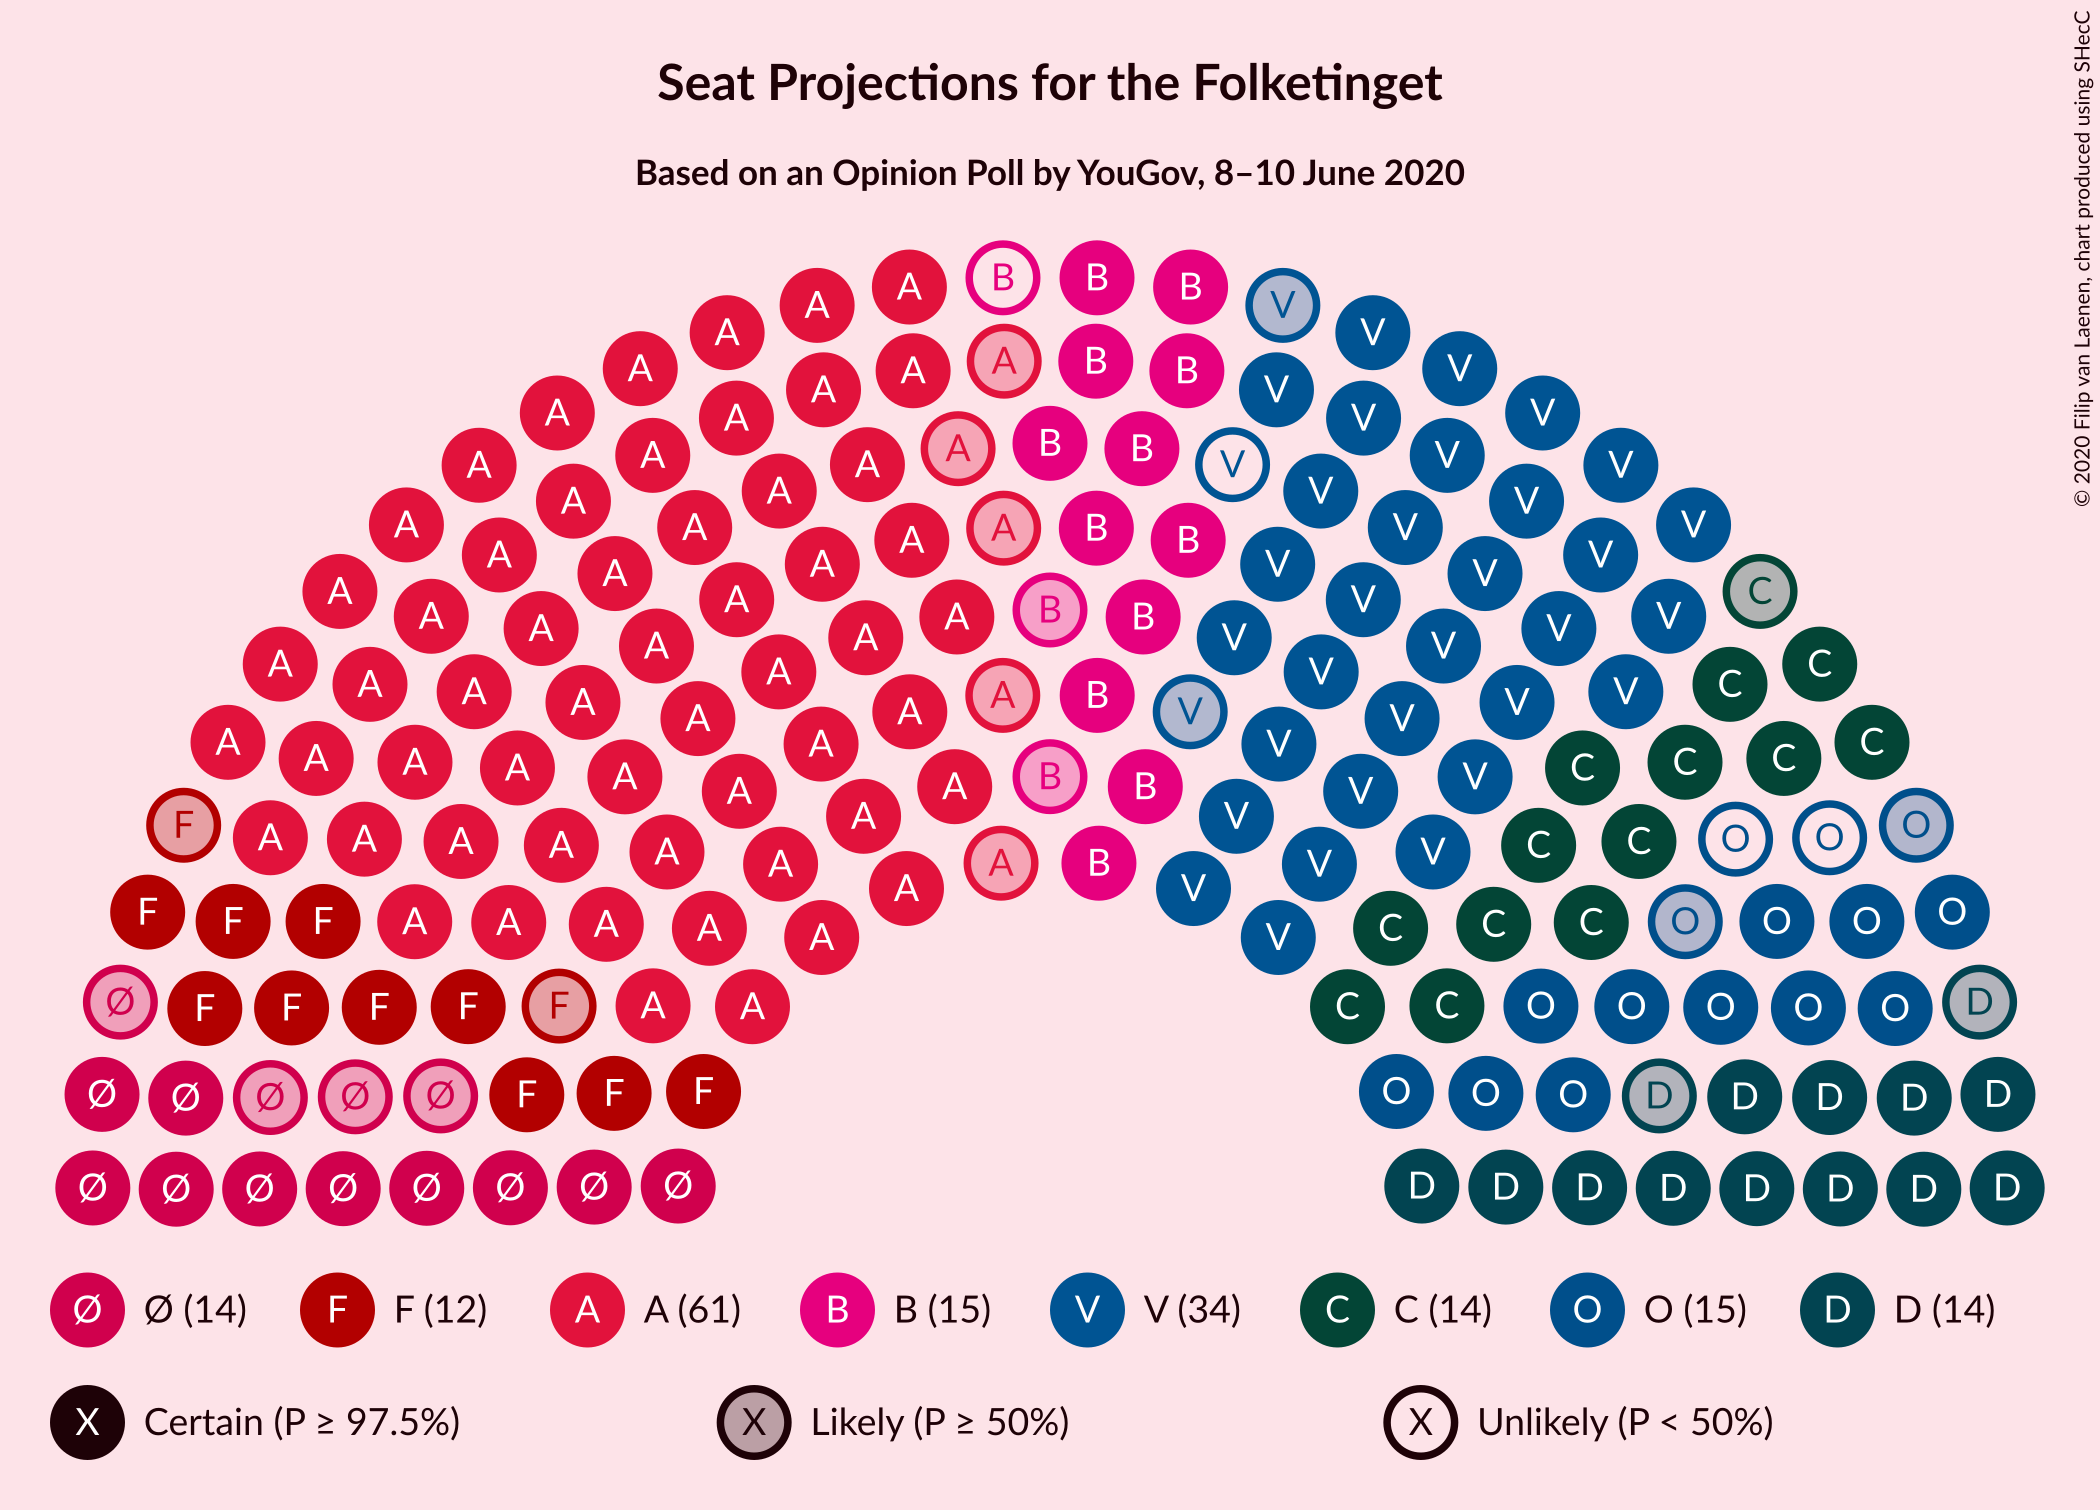 Seat Projections for the Folketinget
Based on an Opinion Poll by YouGov, 8–10 June 2020
© 2020 Filip van Laenen, chart produced using SHecC
A A B B B V V
A A A A B B V V V
A A A A A B B V V V V V
A A A A A A B B V V V V V V
A A A A A A A B B V V V V V V C
A A A A A A A A B V V V V V V C C
A A A A A A A A A B B V V V V C C C C
F A A A A A A A A B V V V C C O O O
F F F A A A A A V C C C O O O O
Ø F F F F F A A C C O O O O O D
Ø Ø Ø Ø Ø F F F O O O D D D D D
Ø Ø Ø Ø Ø Ø Ø Ø D D D D D D D D
Ø Ø (14) F F (12) A A (61) B B (15) V V (34) C C (14) O O (15) D D (14)
X Certain (P ≥ 97.5%) X Likely (P ≥ 50%) X Unlikely (P < 50%)